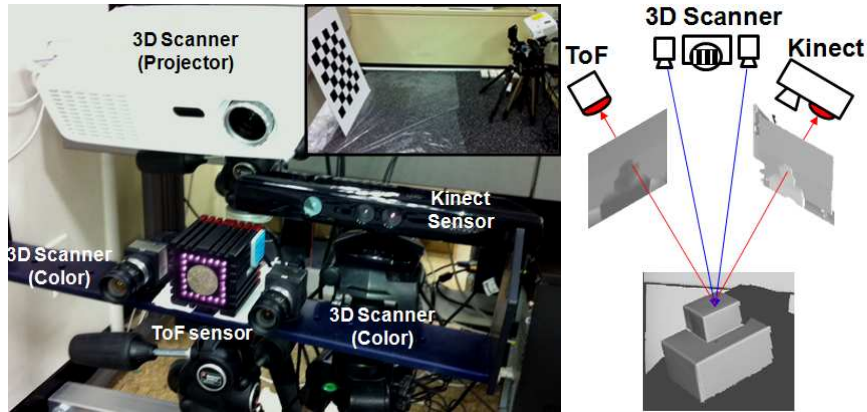 3D Scanner
(Projector)
Kinect
Sensor
3D Scanner
(Color)
ToF sensor
3D Scanner
(Color)
3D Scanner
ToF
Kinect